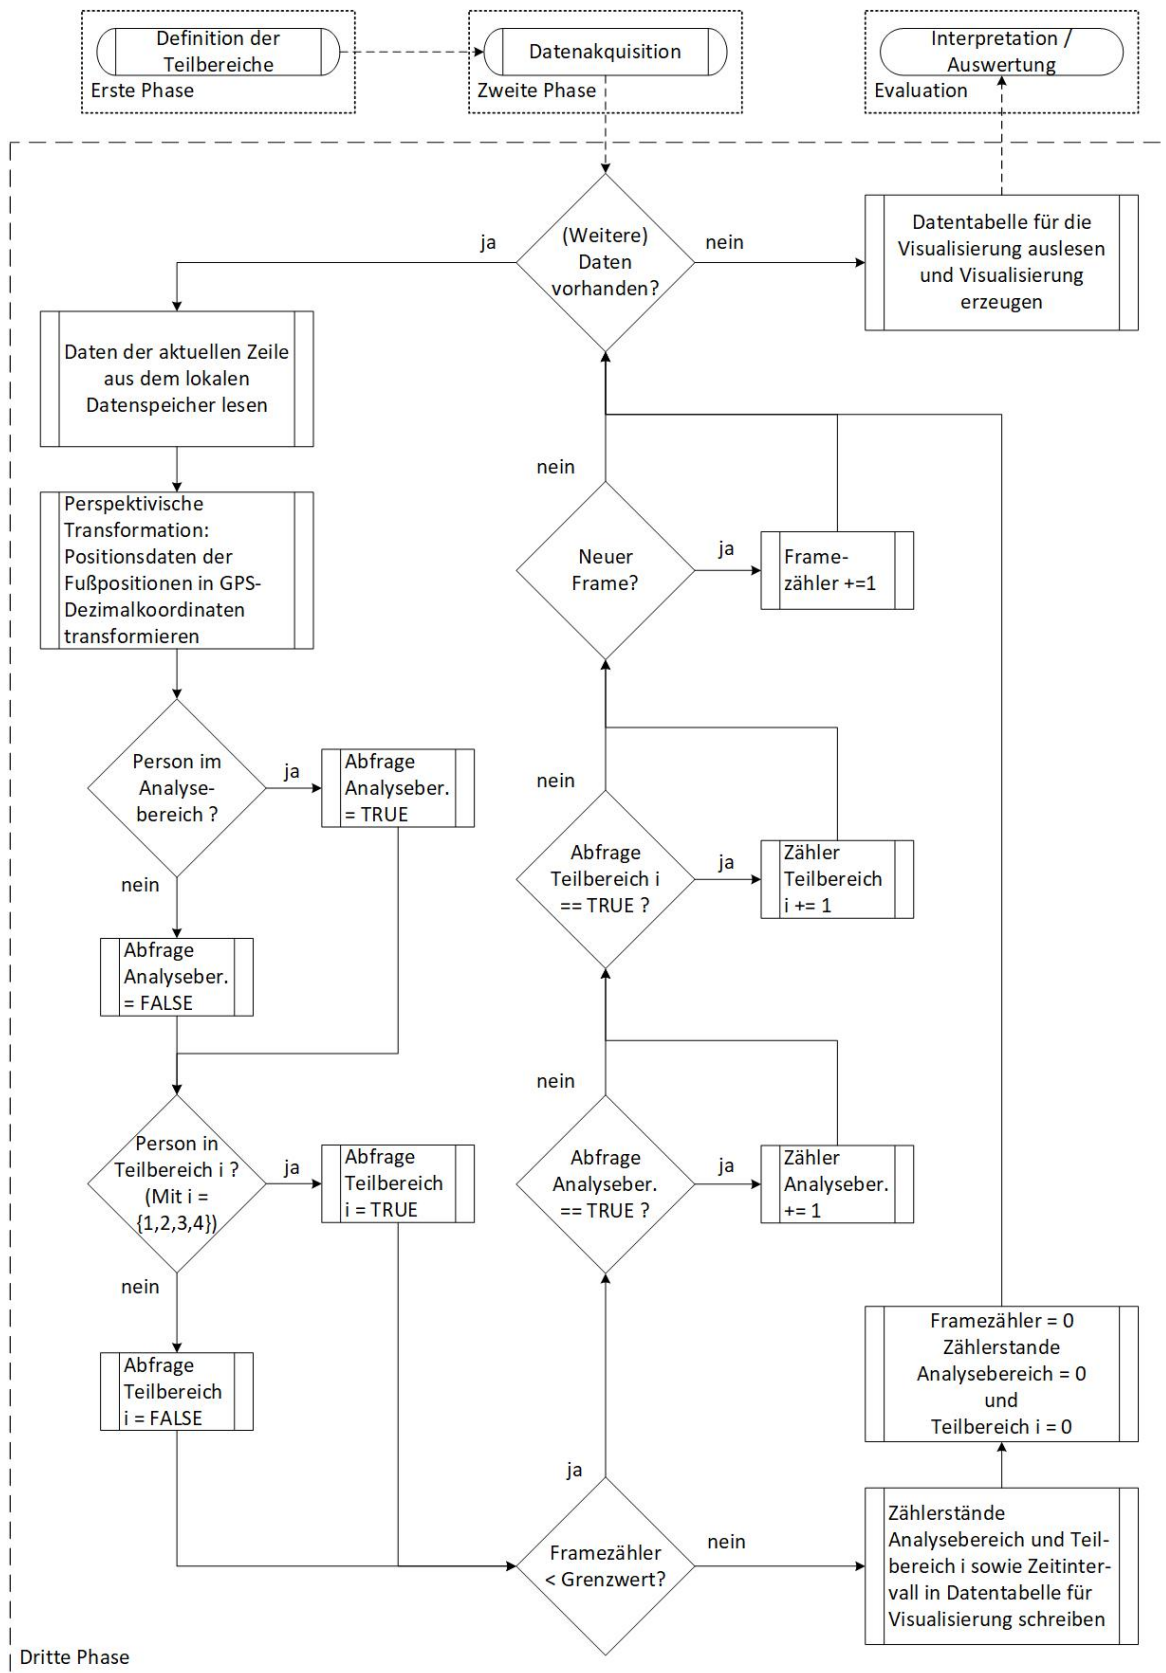 Definition der
Teilbereiche
Erste Phase
Datenakquisition
Zweite Phase
Interpretation /
Auswertung
Evaluation
(Weitere)
Daten
vorhanden?
ja
nein
Datentabelle für die
Visualisierung auslesen
und Visualisierung
erzeugen
Daten der aktuellen Zeile
aus dem lokalen
Datenspeicher lesen
Perspektivische
Transformation:
Positionsdaten der
Fußpositionen in GPS-
Dezimalkoordinaten
transformieren
Person im
Analyse-
bereich ?
ja
Abfrage
Analyseber.
= TRUE
nein
Abfrage
Analyseber.
= FALSE
Person in
Teilbereich i ?
(Mit i =
{1,2,3,4})
ja
Abfrage
Teilbereich
i = TRUE
nein
Abfrage
Teilbereich
i = FALSE
nein
Neuer
Frame?
ja
Frame-
zähler +=1
nein
Abfrage
Teilbereich i
== TRUE ?
ja
Zähler
Teilbereich
i += 1
nein
Abfrage
Analyseber.
== TRUE ?
ja
Zähler
Analyseber.
+= 1
ja
Framezähler
< Grenzwert?
nein
Framezähler = 0
Zählerstande
Analysebereich = 0
und
Teilbereich i = 0
Zählerstände
Analysebereich und Teil-
bereich i sowie Zeitinter-
vall in Datentabelle für
Visualisierung schreiben
Dritte Phase